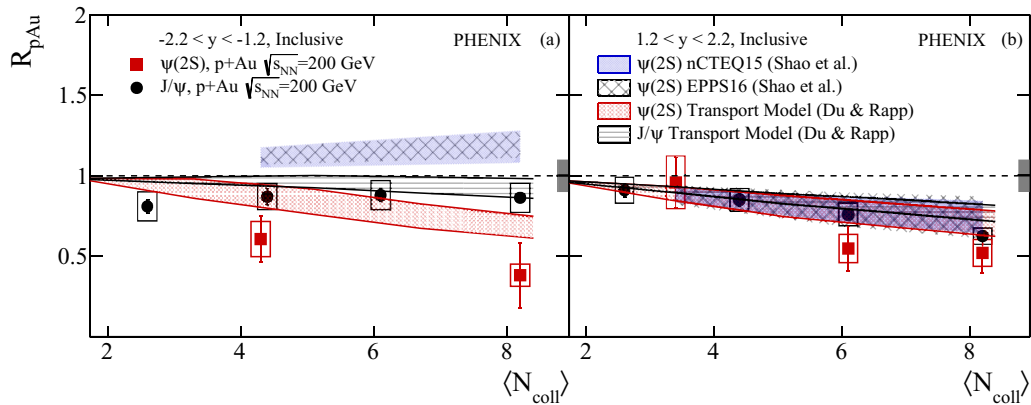 R_pAu
2
1.5
1
0.5
-2.2 < y < -1.2, Inclusive
PHENIX (a)
ψ(2S), p+Au √s_NN=200 GeV
J/ψ, p+Au √s_NN=200 GeV
2 4 6 8
⟨N_coll⟩
1.2 < y < 2.2, Inclusive
PHENIX (b)
ψ(2S) nCTEQ15 (Shao et al.)
ψ(2S) EPPS16 (Shao et al.)
ψ(2S) Transport Model (Du & Rapp)
J/ψ Transport Model (Du & Rapp)
2 4 6 8
⟨N_coll⟩